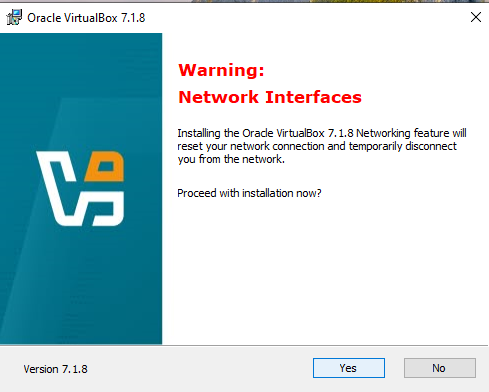 Oracle VirtualBox 7.1.8
Warning:
Network Interfaces
Installing the Oracle VirtualBox 7.1.8 Networking feature will
reset your network connection and temporarily disconnect
you from the network.
Proceed with installation now?
Version 7.1.8
Yes
No